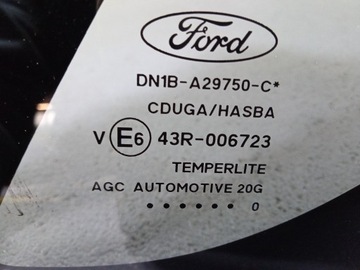 Ford
DN1B-A29750-C*
CDUGA/HASBA
V E6 43R-006723
TEMPERLITE
AGC AUTOMOTIVE 20G
•••••• 0